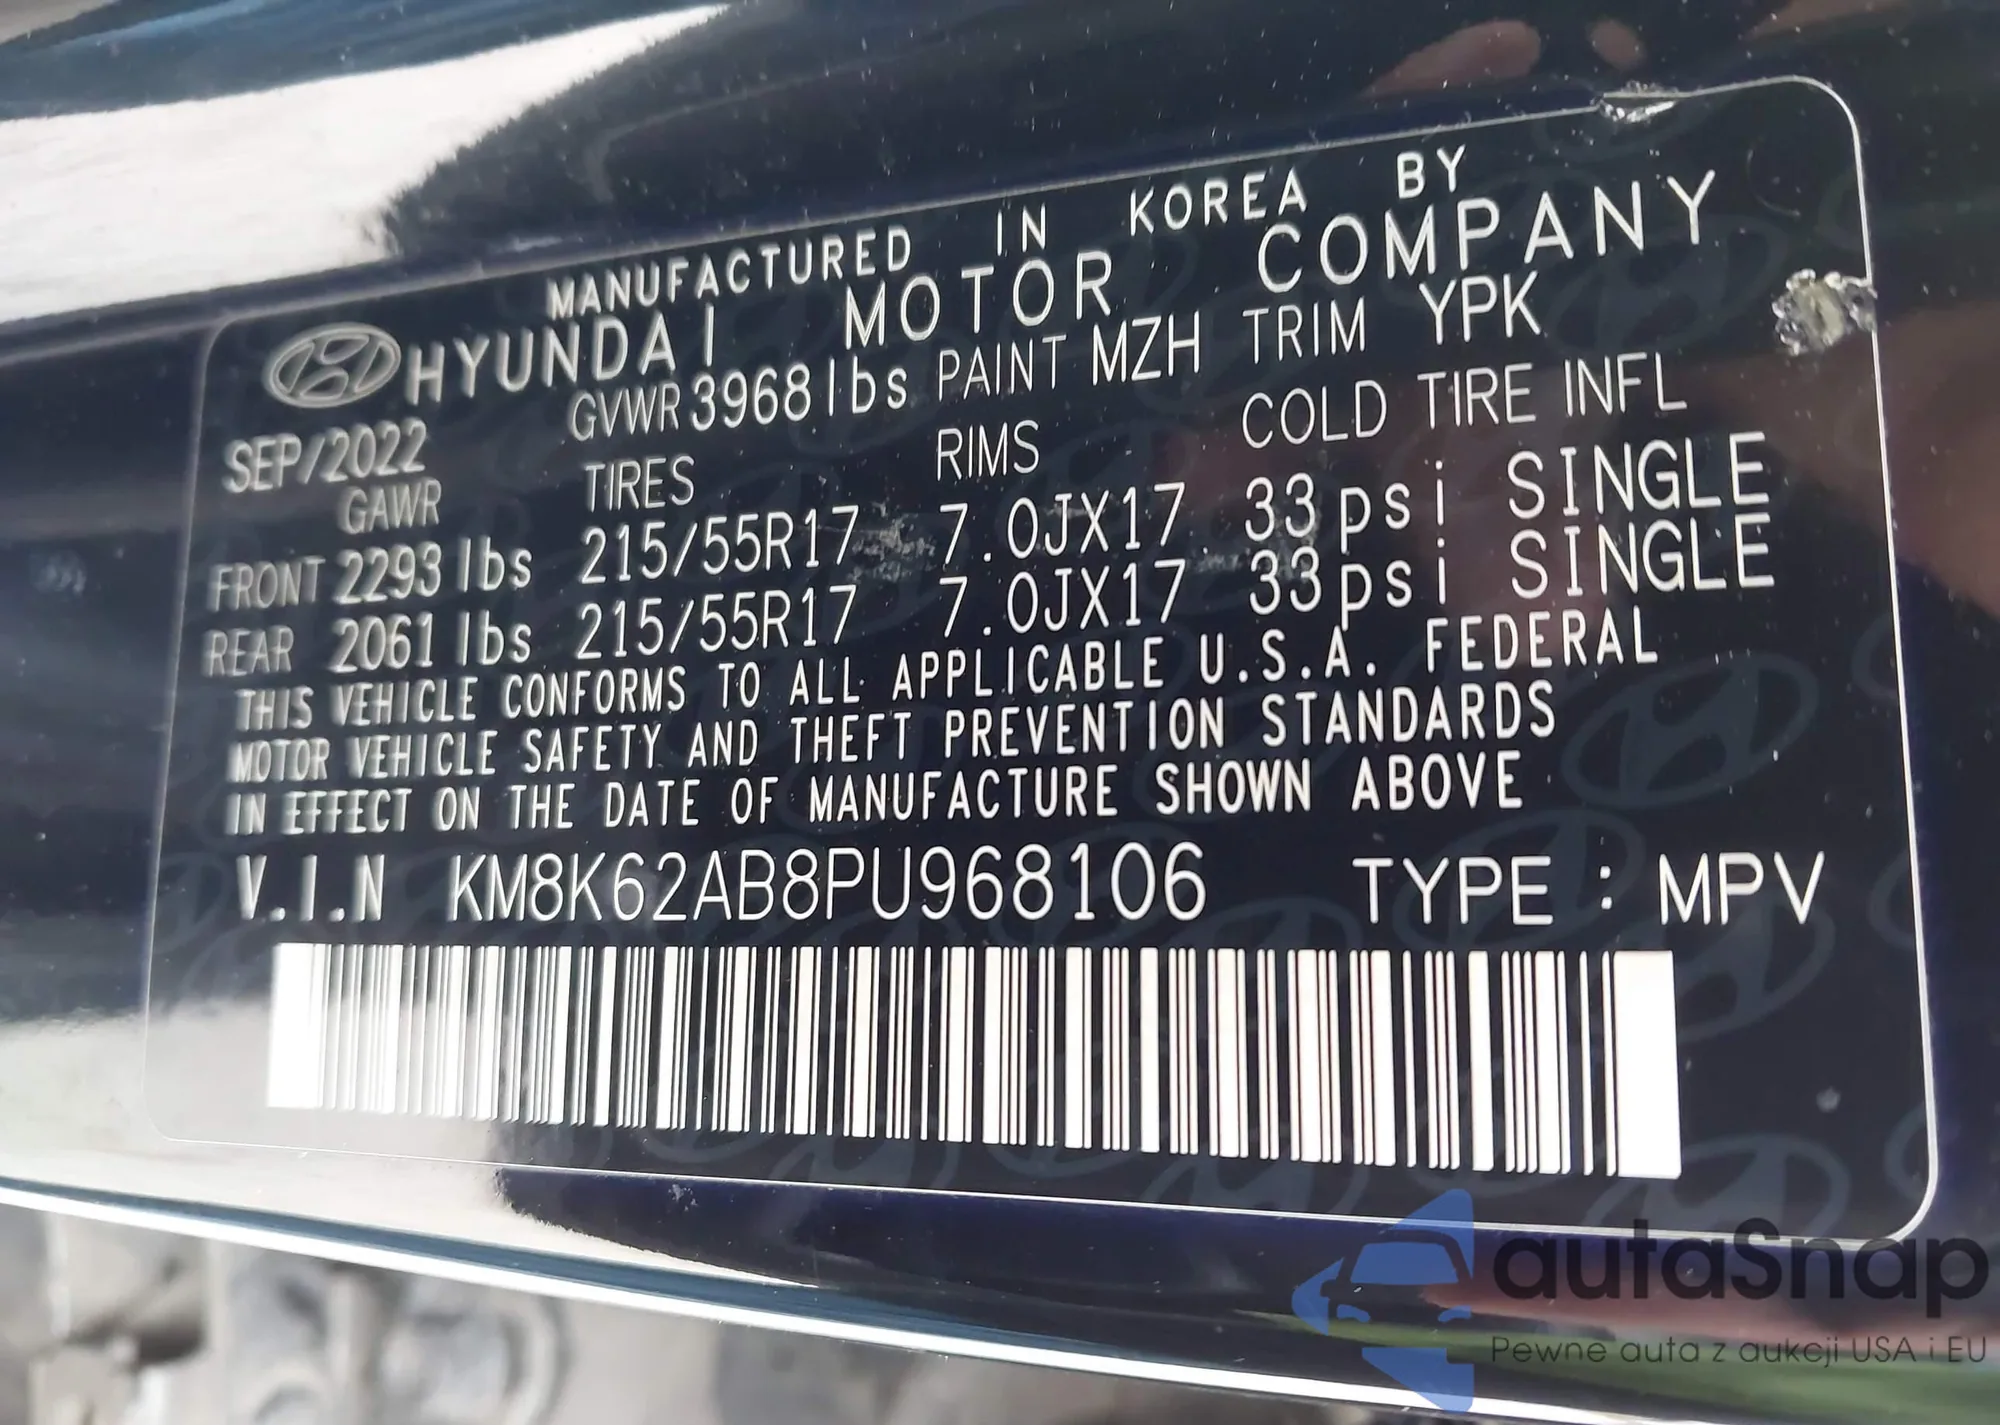 MANUFACTURED IN KOREA BY
HYUNDAI MOTOR COMPANY
SEP/2022 GVWR 3968 lbs PAINT MZH TRIM YPK
GAWR TIRES RIMS COLD TIRE INFL
FRONT 2293 lbs 215/55R17 7.0JX17 33psi SINGLE
REAR 2061 lbs 215/55R17 7.0JX17 33psi SINGLE
THIS VEHICLE CONFORMS TO ALL APPLICABLE U.S.A. FEDERAL
MOTOR VEHICLE SAFETY AND THEFT PREVENTION STANDARDS
IN EFFECT ON THE DATE OF MANUFACTURE SHOWN ABOVE
V.I.N KM8K62AB8PU968106 TYPE : MPV
autaSnap
Pewne auta z aukcji USA i EU